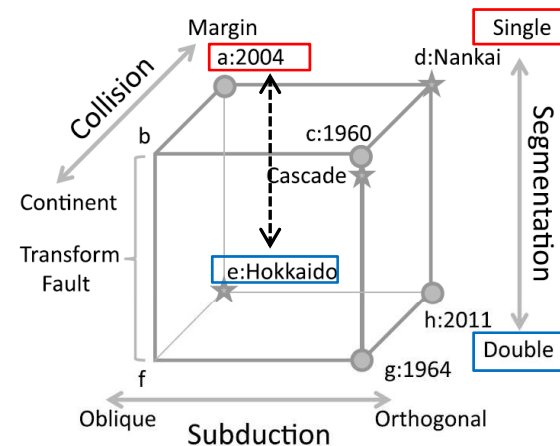 Margin
Single
a:2004
d:Nankai
Collision
b
c:1960
Cascade
Segmentation
Continent
Transform
Fault
e:Hokkaido
h:2011
Double
g:1964
f
Oblique
Orthogonal
Subduction